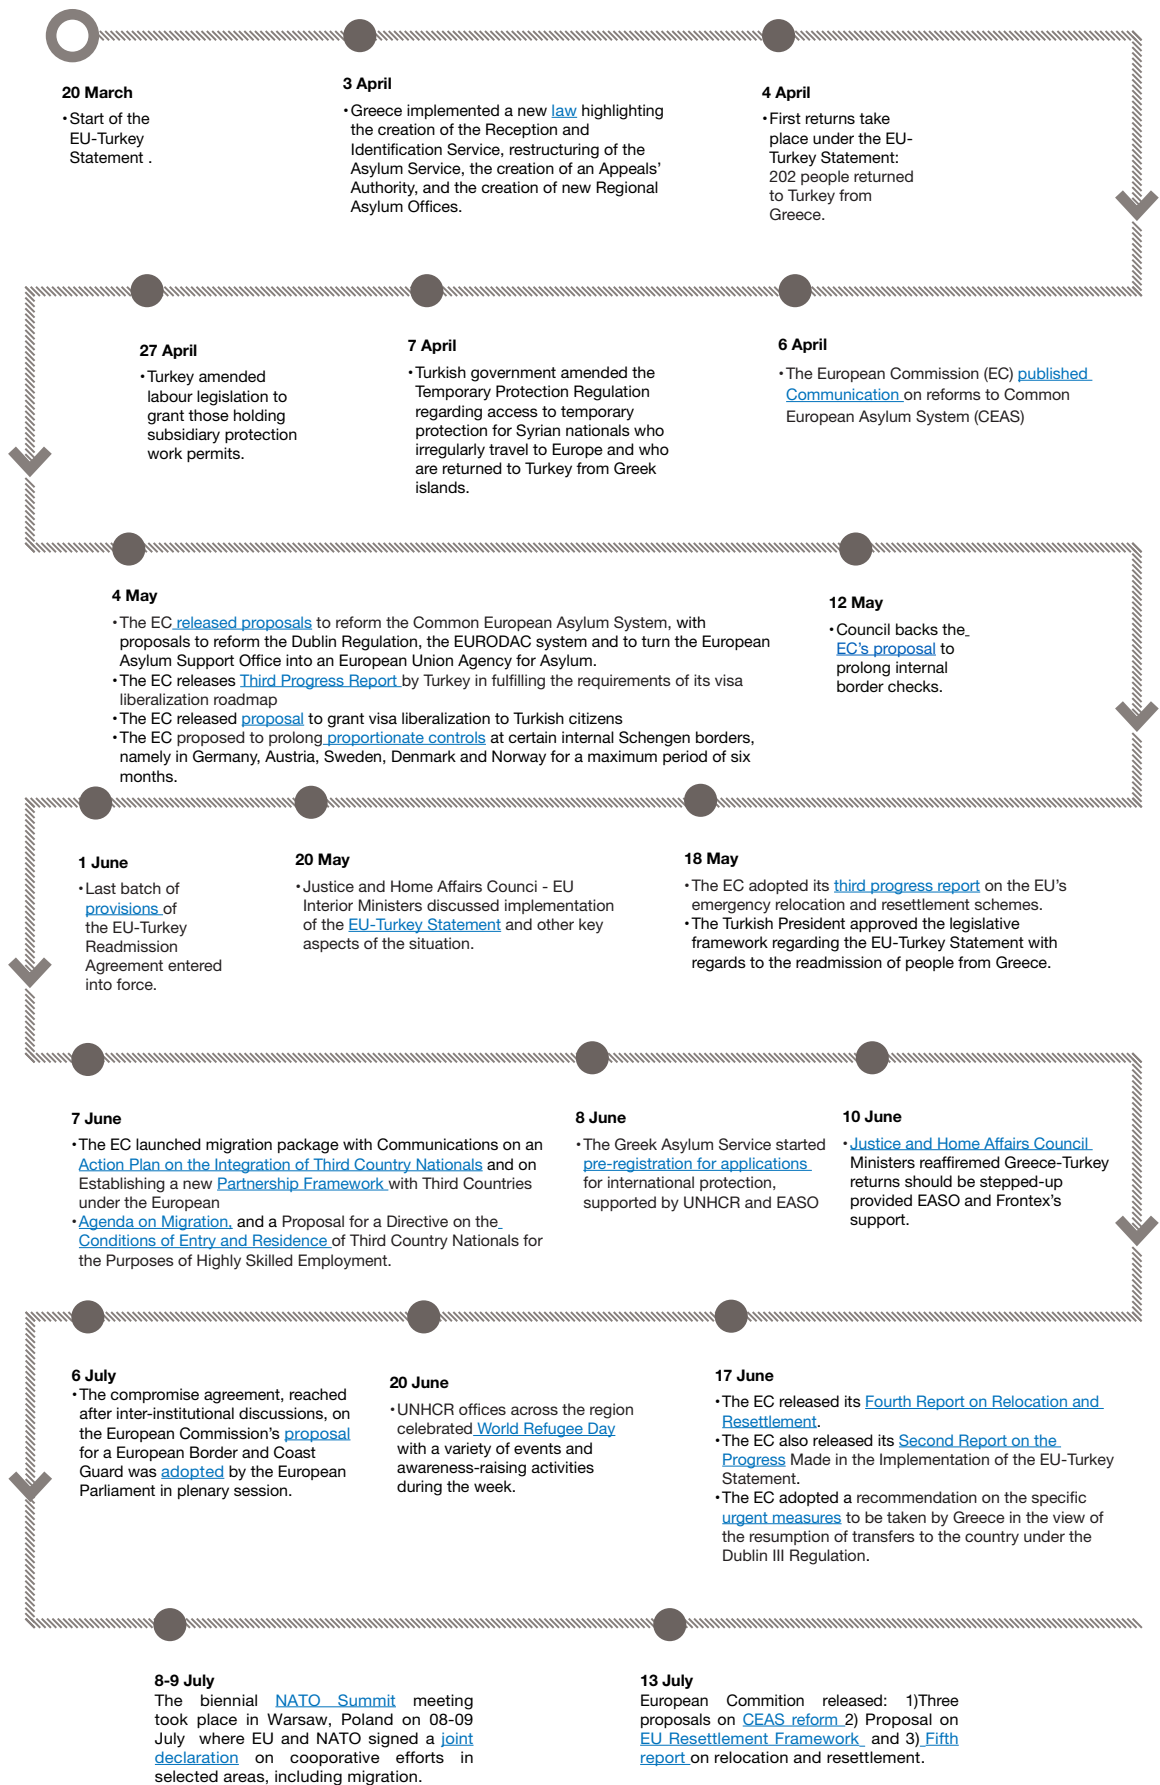 20 March
•Start of the
EU-Turkey
Statement .
3 April
•Greece implemented a new law highlighting
the creation of the Reception and
Identification Service, restructuring of the
Asylum Service, the creation of an Appeals'
Authority, and the creation of new Regional
Asylum Offices.
4 April
•First returns take
place under the EU-
Turkey Statement:
202 people returned
to Turkey from
Greece.
27 April
•Turkey amended
labour legislation to
grant those holding
subsidiary protection
work permits.
7 April
•Turkish government amended the
Temporary Protection Regulation
regarding access to temporary
protection for Syrian nationals who
irregularly travel to Europe and who
are returned to Turkey from Greek
islands.
6 April
•The European Commission (EC) published
Communication on reforms to Common
European Asylum System (CEAS)
4 May
•The EC released proposals to reform the Common European Asylum System, with
proposals to reform the Dublin Regulation, the EURODAC system and to turn the European
Asylum Support Office into an European Union Agency for Asylum.
•The EC releases Third Progress Report by Turkey in fulfilling the requirements of its visa
liberalization roadmap
•The EC released proposal to grant visa liberalization to Turkish citizens
•The EC proposed to prolong proportionate controls at certain internal Schengen borders,
namely in Germany, Austria, Sweden, Denmark and Norway for a maximum period of six
months.
12 May
•Council backs the
EC's proposal to
prolong internal
border checks.
1 June
•Last batch of
provisions of
the EU-Turkey
Readmission
Agreement entered
into force.
20 May
•Justice and Home Affairs Counci - EU
Interior Ministers discussed implementation
of the EU-Turkey Statement and other key
aspects of the situation.
18 May
•The EC adopted its third progress report on the EU's
emergency relocation and resettlement schemes.
•The Turkish President approved the legislative
framework regarding the EU-Turkey Statement with
regards to the readmission of people from Greece.
7 June
•The EC launched migration package with Communications on an
Action Plan on the Integration of Third Country Nationals and on
Establishing a new Partnership Framework with Third Countries
under the European
•Agenda on Migration, and a Proposal for a Directive on the
Conditions of Entry and Residence of Third Country Nationals for
the Purposes of Highly Skilled Employment.
8 June
•The Greek Asylum Service started
pre-registration for applications
for international protection,
supported by UNHCR and EASO
10 June
•Justice and Home Affairs Council
Ministers reaffiremed Greece-Turkey
returns should be stepped-up
provided EASO and Frontex's
support.
6 July
•The compromise agreement, reached
after inter-institutional discussions, on
the European Commission's proposal
for a European Border and Coast
Guard was adopted by the European
Parliament in plenary session.
20 June
•UNHCR offices across the region
celebrated World Refugee Day
with a variety of events and
awareness-raising activities
during the week.
17 June
•The EC released its Fourth Report on Relocation and
Resettlement.
•The EC also released its Second Report on the
Progress Made in the Implementation of the EU-Turkey
Statement.
•The EC adopted a recommendation on the specific
urgent measures to be taken by Greece in the view of
the resumption of transfers to the country under the
Dublin III Regulation.
8-9 July
The biennial NATO Summit meeting
took place in Warsaw, Poland on 08-09
July where EU and NATO signed a joint
declaration on cooporative efforts in
selected areas, including migration.
13 July
European Commition released: 1)Three
proposals on CEAS reform 2) Proposal on
EU Resettlement Framework and 3) Fifth
report on relocation and resettlement.